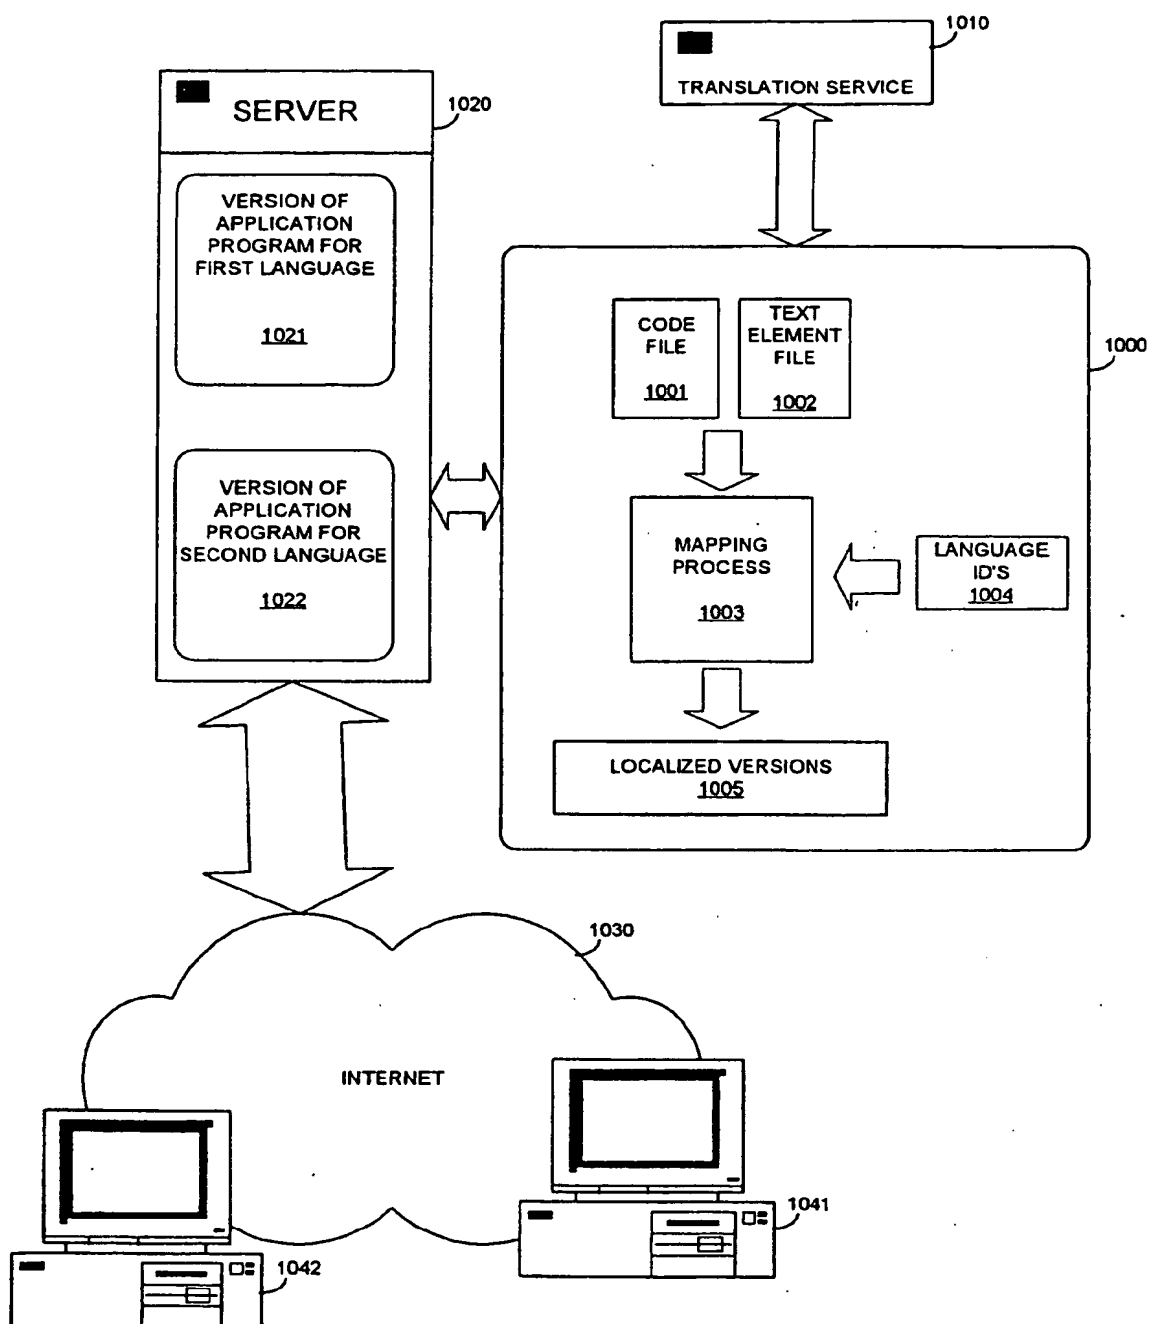 1010
TRANSLATION SERVICE
SERVER
1020
VERSION OF
APPLICATION
PROGRAM FOR
FIRST LANGUAGE
1021
VERSION OF
APPLICATION
PROGRAM FOR
SECOND LANGUAGE
1022
1000
CODE
FILE
1001
TEXT
ELEMENT
FILE
1002
MAPPING
PROCESS
1003
LANGUAGE
ID'S
1004
LOCALIZED VERSIONS
1005
1030
INTERNET
1041
1042